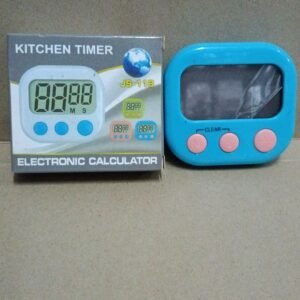 KITCHEN TIMER
JS-113
88 88
M S
ELECTRONIC CALCULATOR
CLEAR